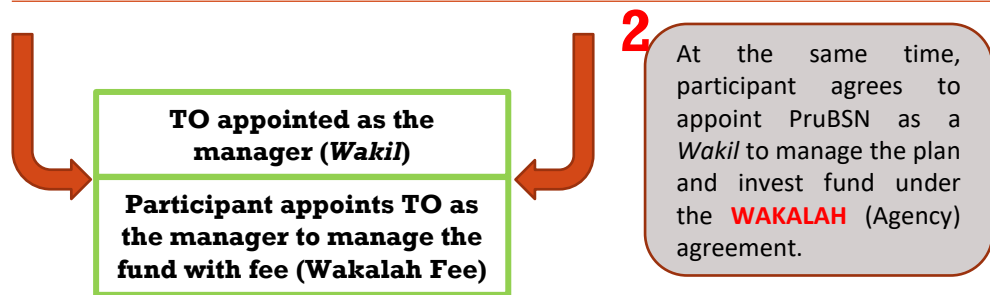 TO appointed as the
manager (Wakil)
Participant appoints TO as
the manager to manage the
fund with fee (Wakalah Fee)
2
At the same time,
participant agrees to
appoint PruBSN as a
Wakil to manage the plan
and invest fund under
the WAKALAH (Agency)
agreement.